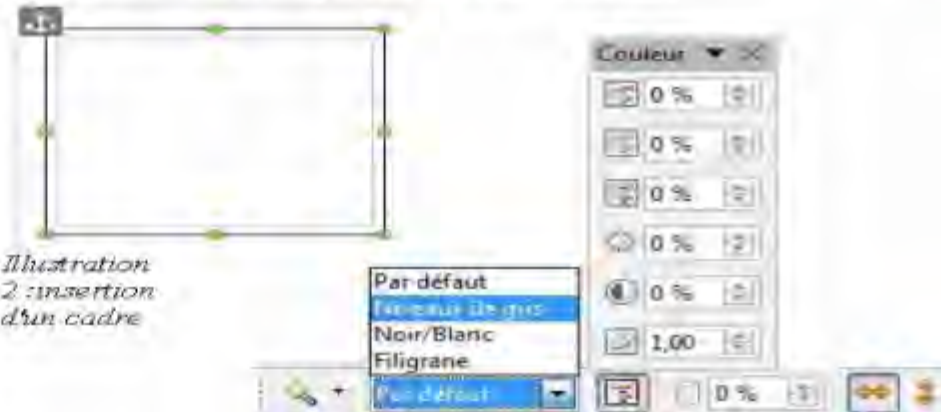 Couleur
0 %
0 %
0 %
0 %
0 %
1,00
Illustration
2 :insertion
d'un cadre
Par défaut
Niveaux de gris
Noir/Blanc
Filigrane
Par défaut
0 %